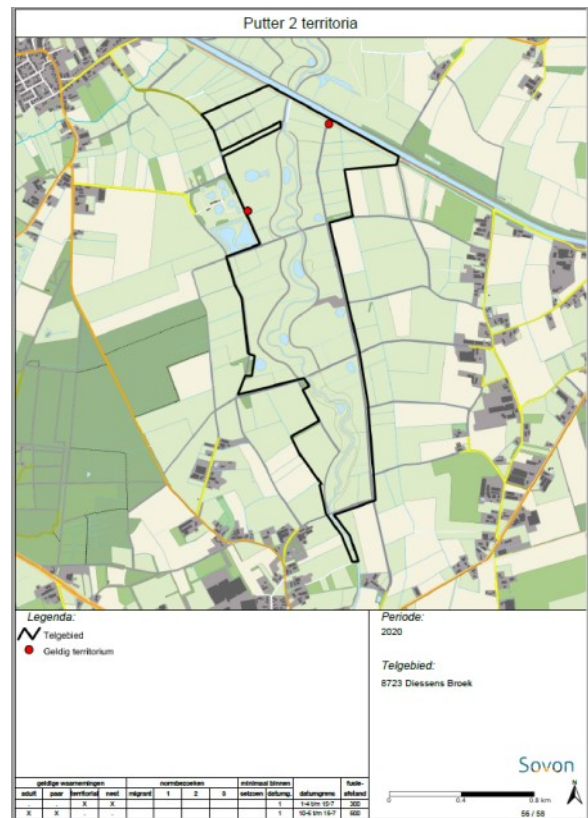 Putter 2 territoria
Legenda:
Telgebied
Geldig territorium
Periode:
2020
Telgebied:
8723 Diessens Broek
Sovon
N
0 0.4 0.8 km
56 / 58
geldige waarnemingen normbezoeken minimaal binnen fusie-
adult paar territorial nest migrant 1 2 3 seizoen datumg. datumgrens afstand
. . X X 1 1-4 t/m 15-7 300
X X . . 1 10-5 t/m 15-7 500